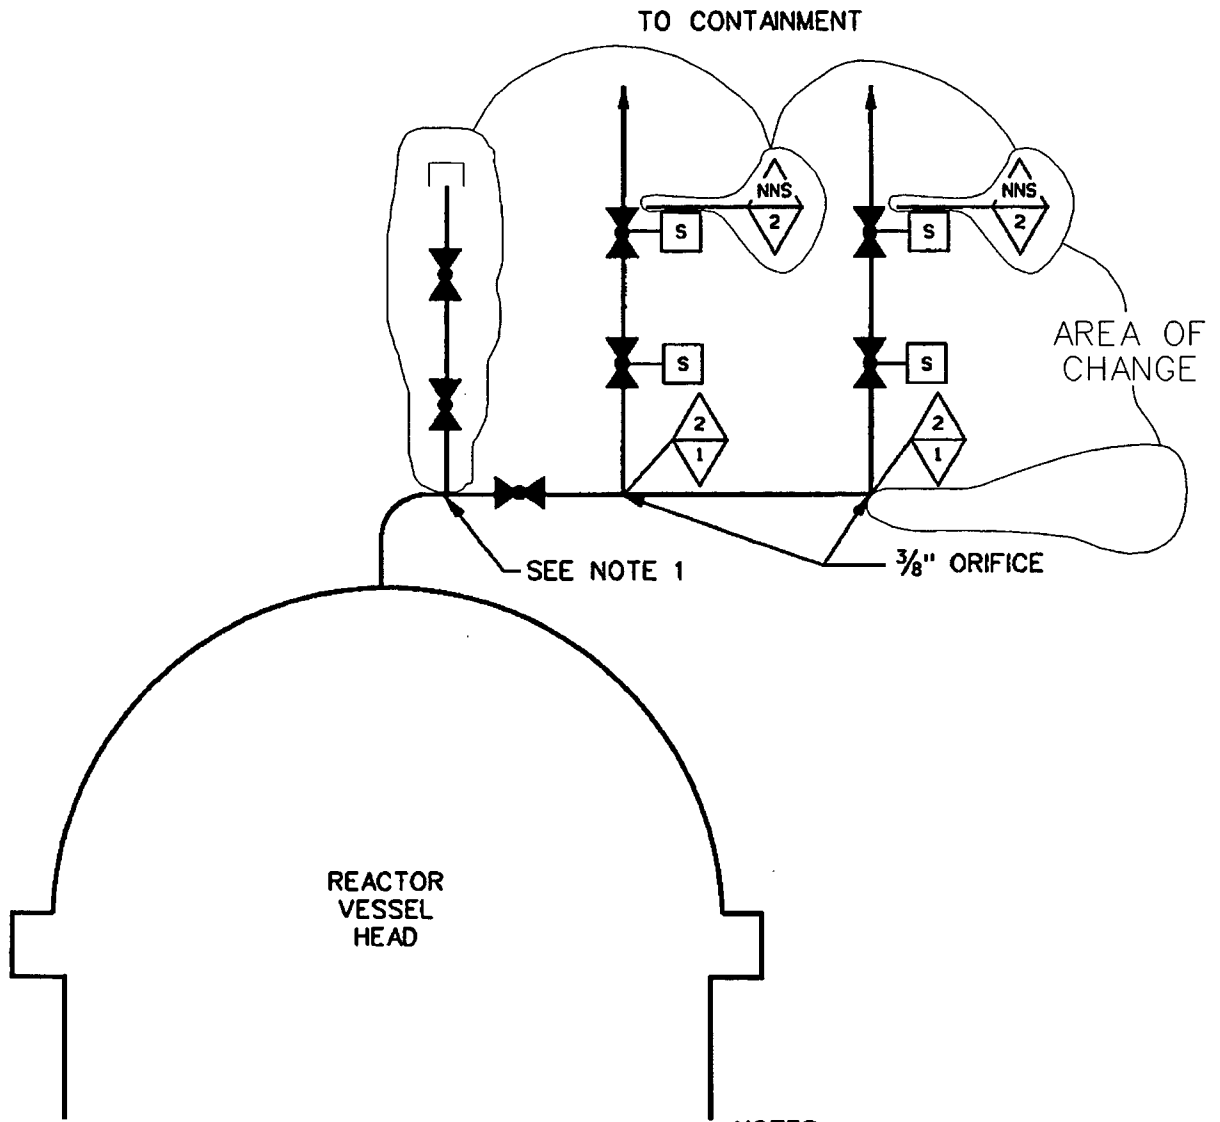 TO CONTAINMENT
NNS
2
NNS
2
S
S
AREA OF
CHANGE
S
S
2
1
2
1
SEE NOTE 1
3/8" ORIFICE
REACTOR
VESSEL
HEAD